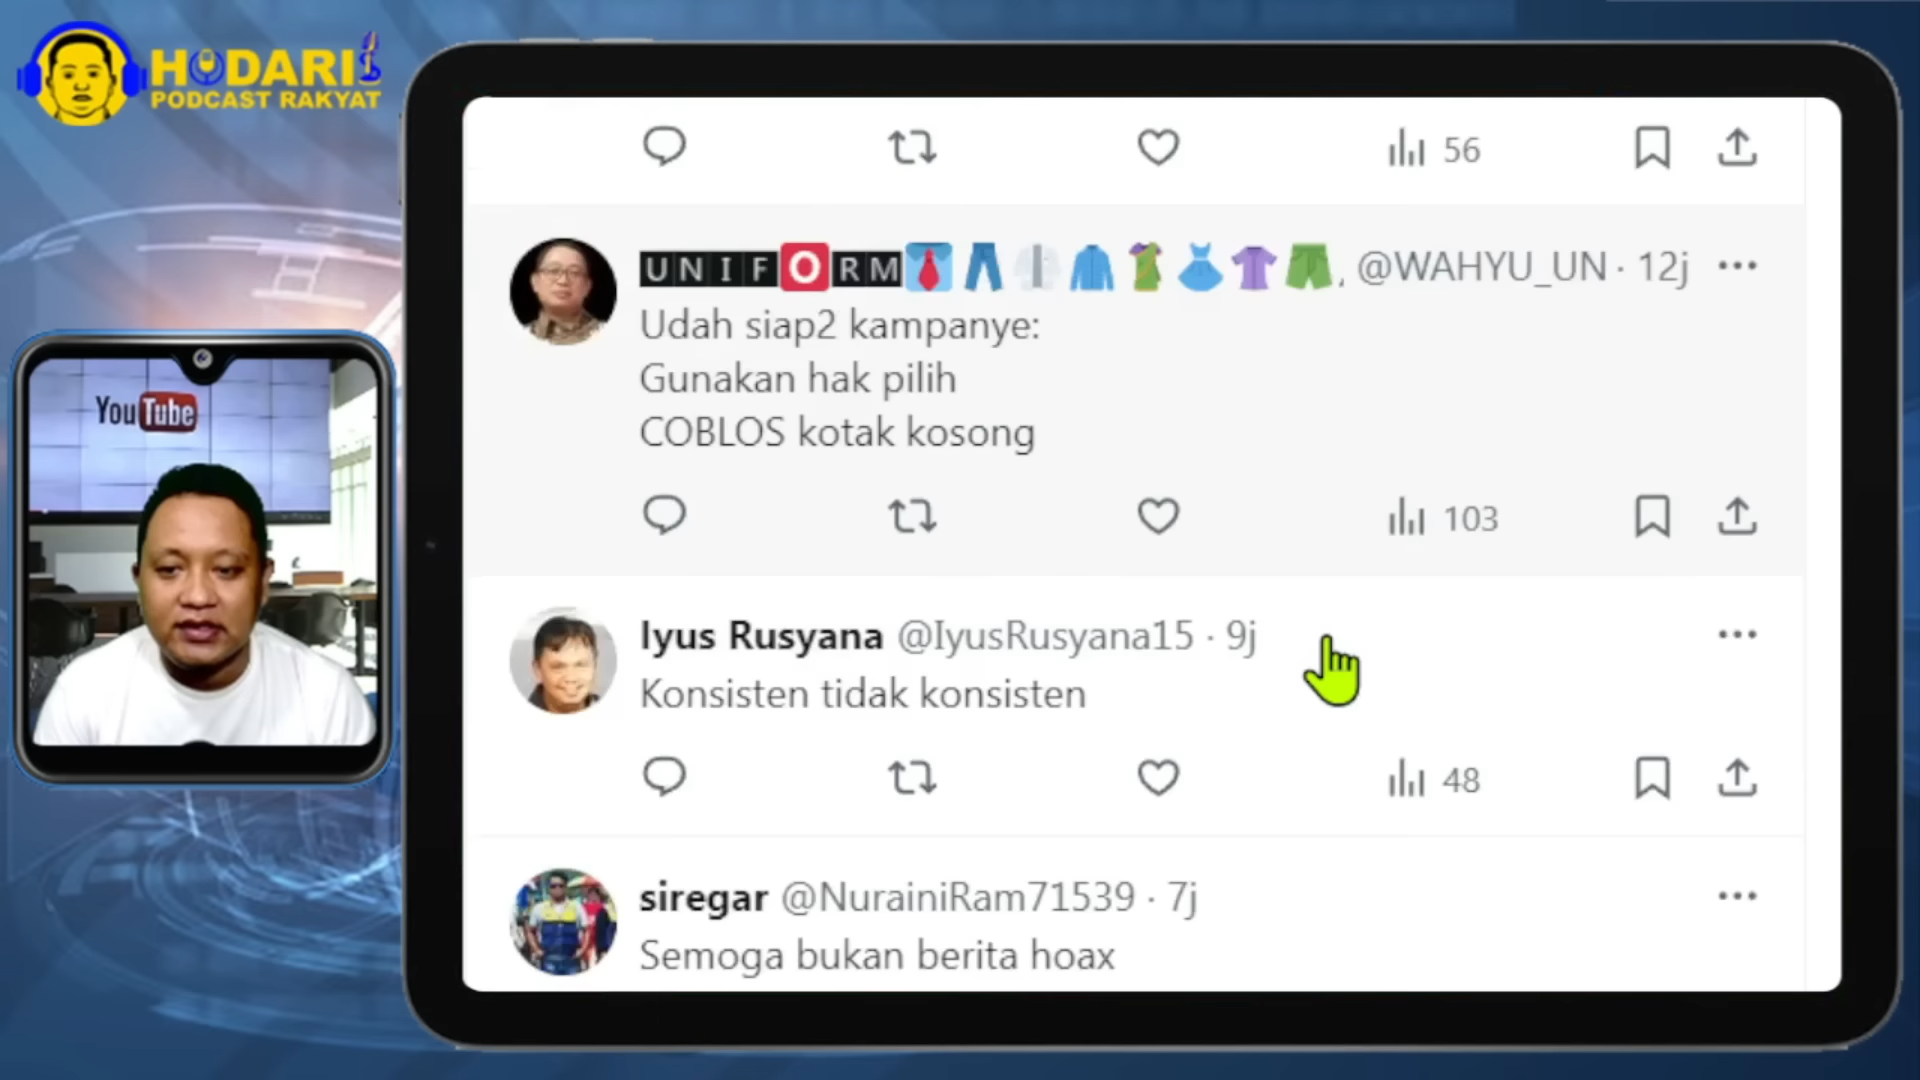 HODARI
PODCAST RAKYAT
YouTube
56
UNIFORM @WAHYU_UN · 12j
Udah siap2 kampanye:
Gunakan hak pilih
COBLOS kotak kosong
103
Iyus Rusyana @IyusRusyana15 · 9j
Konsisten tidak konsisten
48
siregar @NurainiRam71539 · 7j
Semoga bukan berita hoax